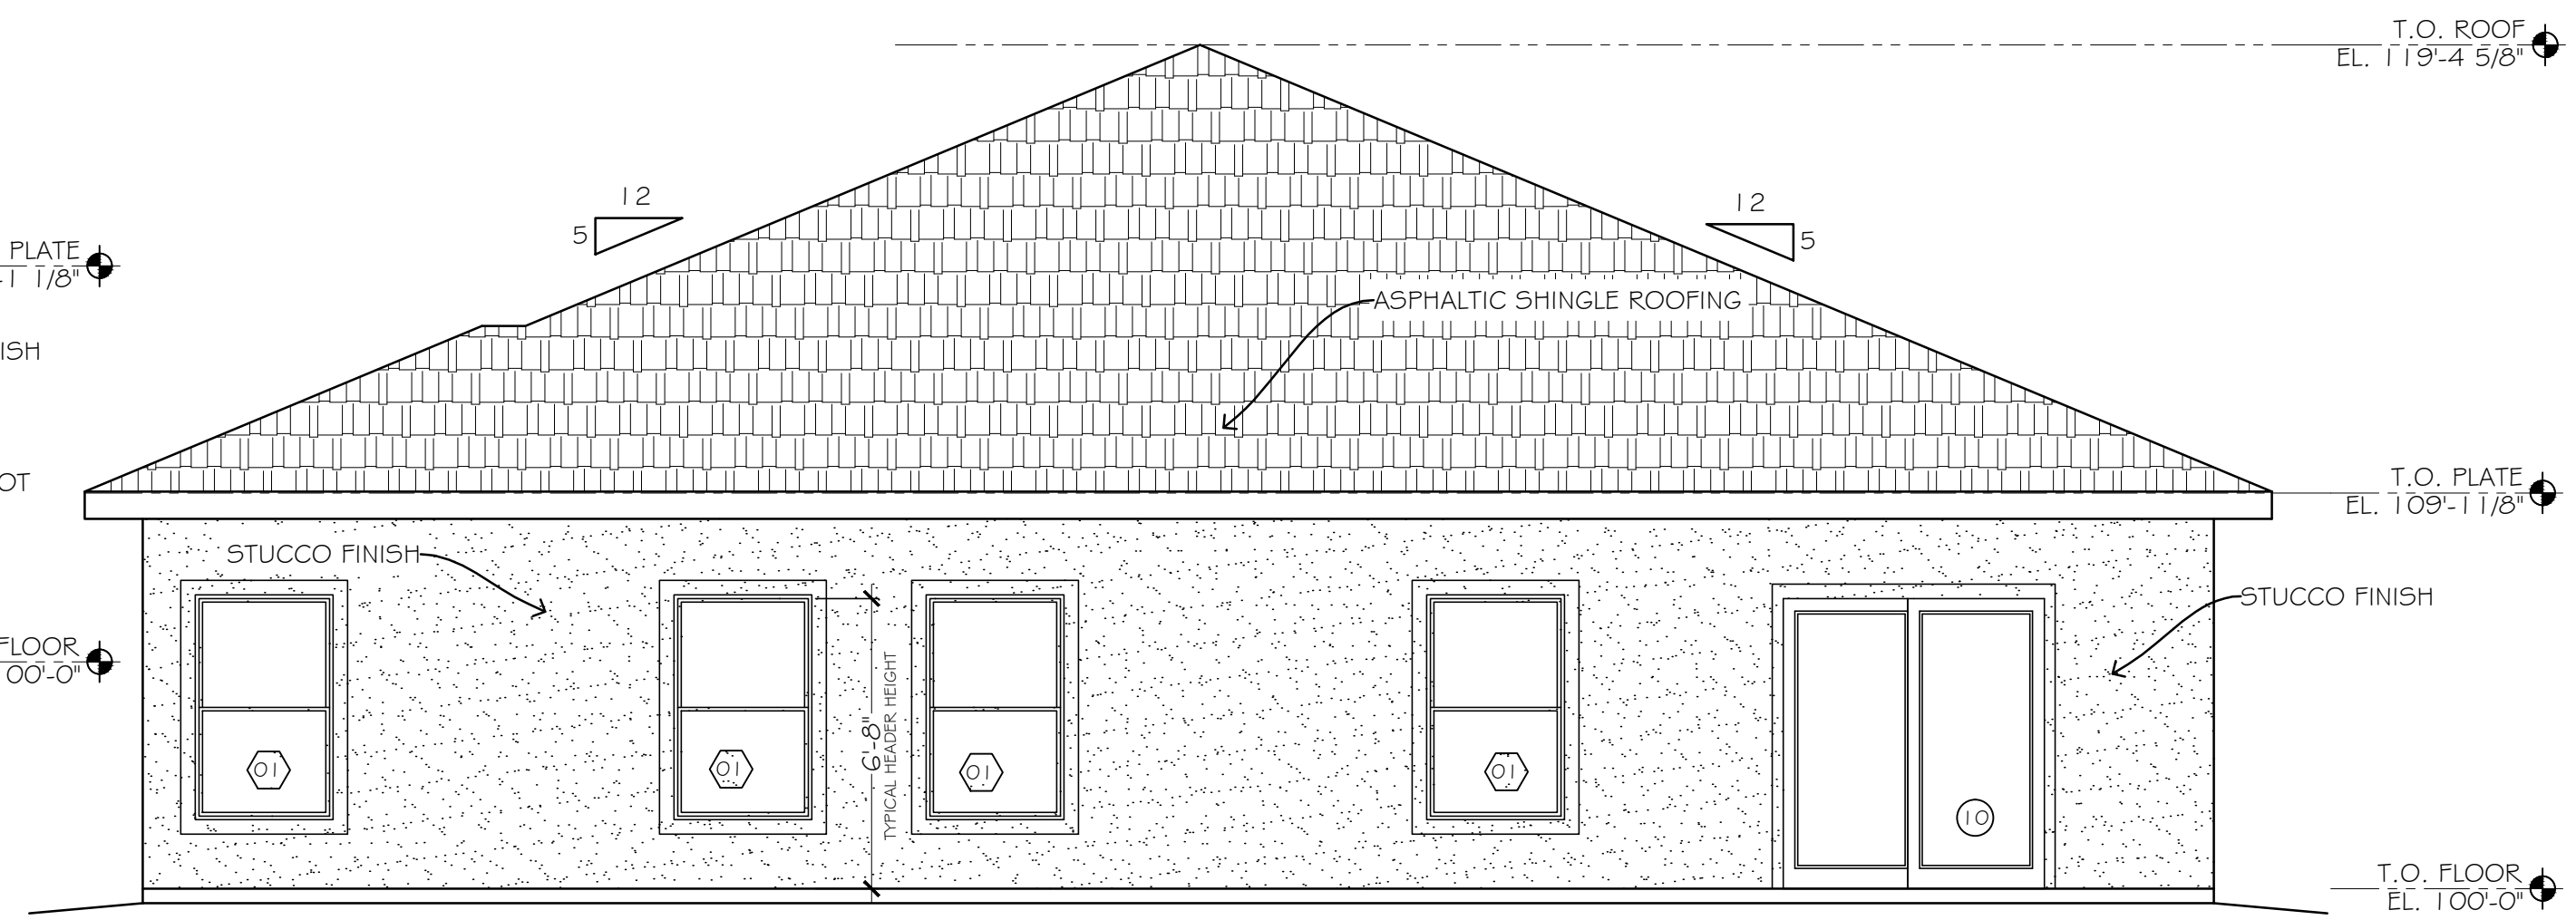 T.O. ROOF
EL. 119'-4 5/8"
12
5
12
5
PLATE
-1 1/8"
ASPHALTIC SHINGLE ROOFING
ISH
OT
T.O. PLATE
EL. 109'-1 1/8"
STUCCO FINISH
STUCCO FINISH
FLOOR
00'-0"
6'-8"
TYPICAL HEADER HEIGHT
01
01
01
01
10
T.O. FLOOR
EL. 100'-0"